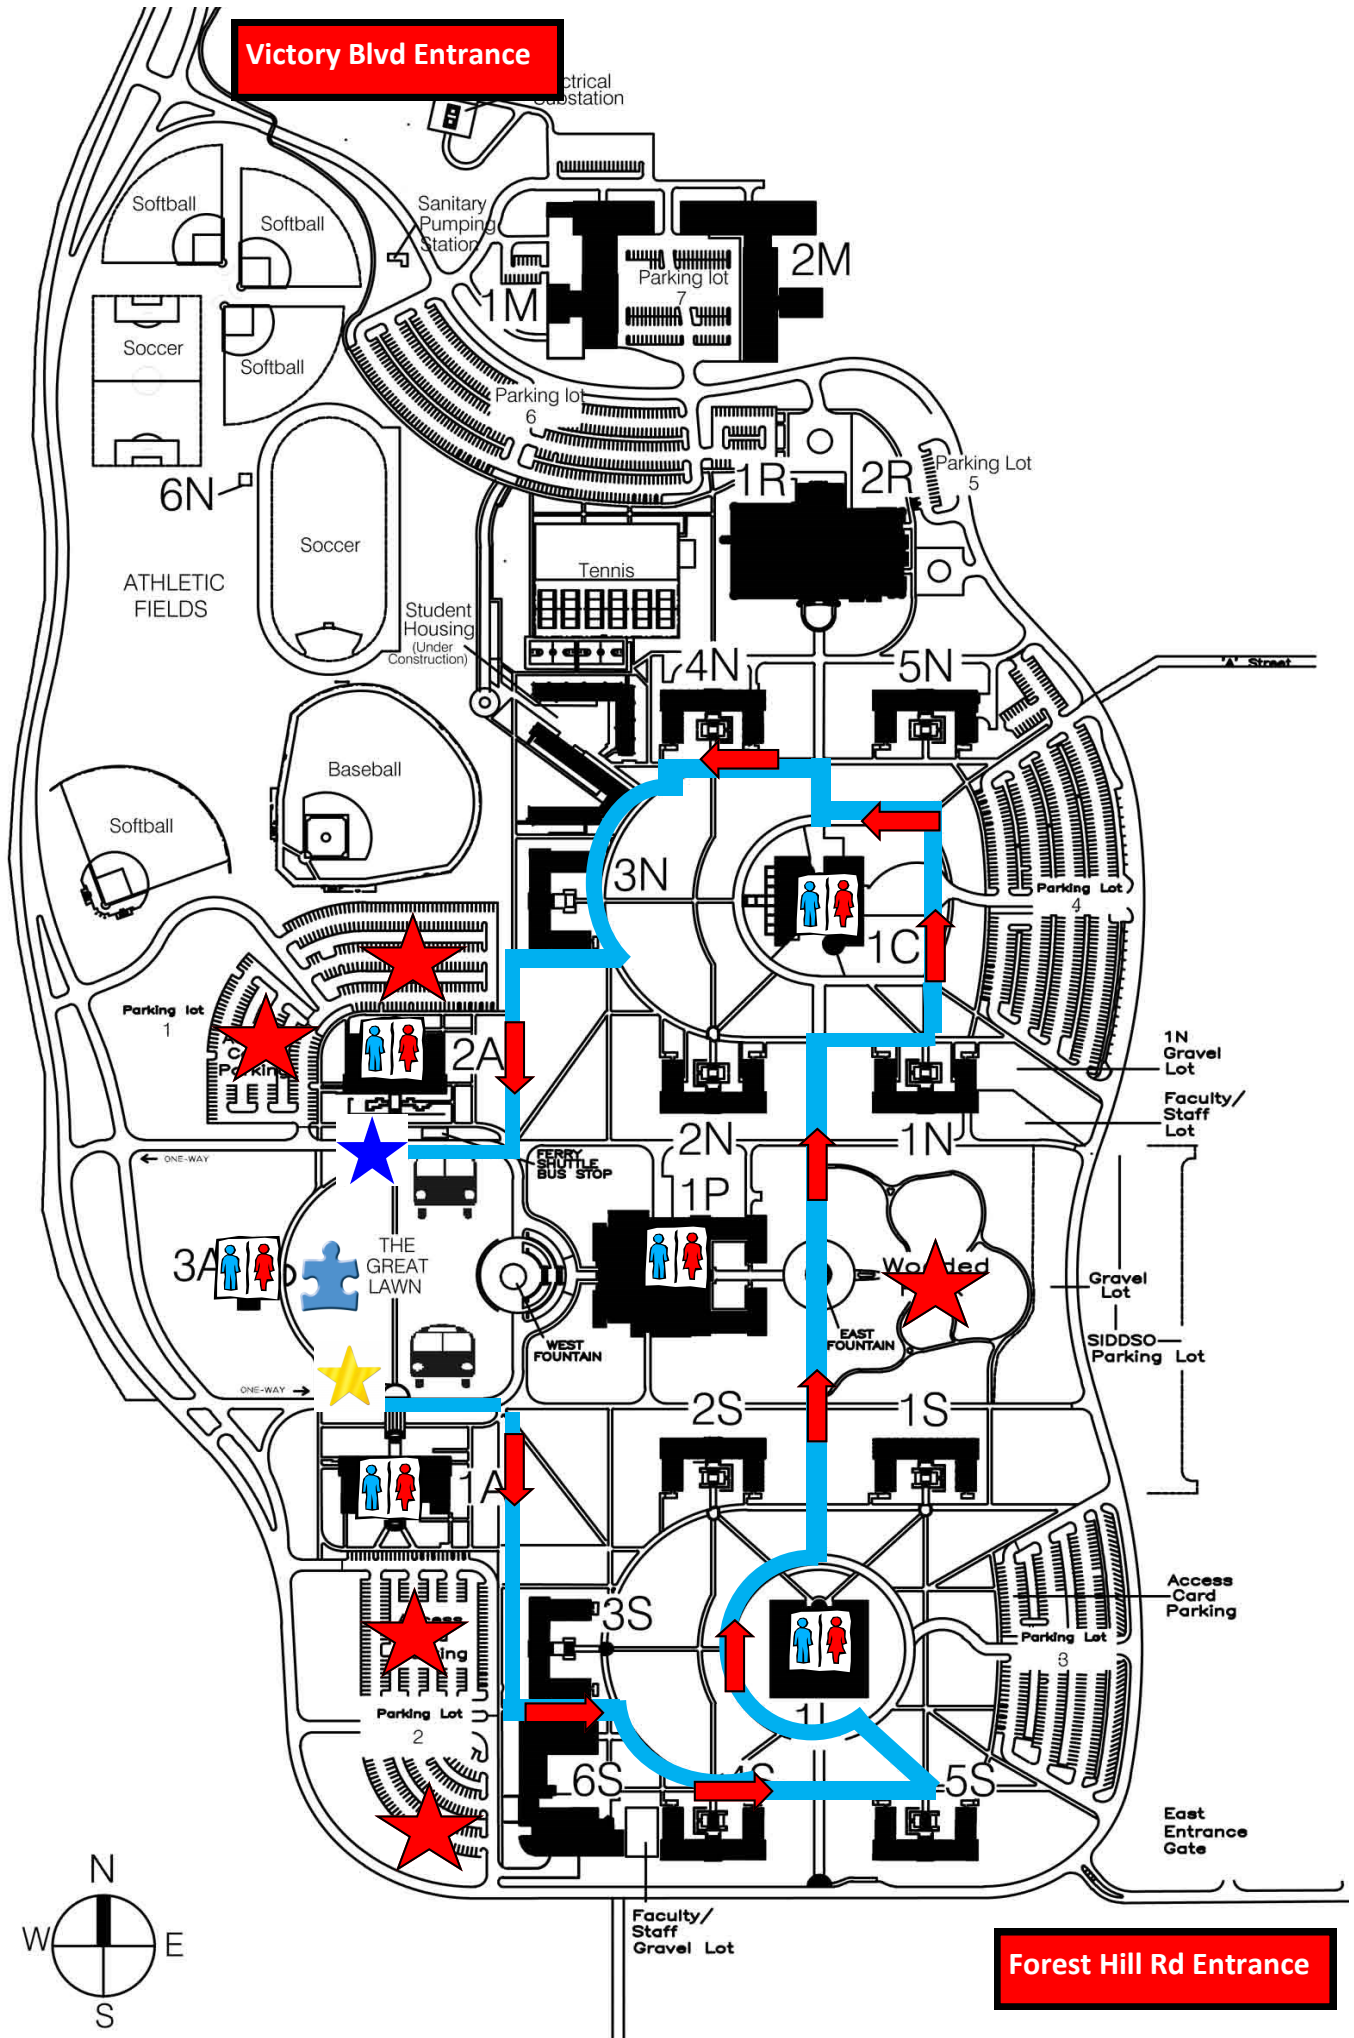 Victory Blvd Entrance
ctrical
ubstation
Softball
Softball
Sanitary
Pumping
Station
2M
Parking lot
7
1M
Soccer
Softball
Parking lot
6
1R
2R
Parking Lot
5
6N
Soccer
ATHLETIC
FIELDS
Tennis
Student
Housing
(Under
Construction)
4N
5N
'A' Street
Baseball
Softball
3N
Parking Lot
4
1C
Parking lot
1
2A
1N
Gravel
Lot
Faculty/
Staff
Lot
2N
1N
ONE-WAY
FERRY
SHUTTLE
BUS STOP
1P
3A
THE
GREAT
LAWN
Wooded
Gravel
Lot
WEST
FOUNTAIN
EAST
FOUNTAIN
SIDDSO
Parking Lot
ONE-WAY
2S
1S
1A
Access
Card
Parking
3S
Parking Lot
3
Parking Lot
2
1L
6S
4S
5S
East
Entrance
Gate
N
W
E
S
Faculty/
Staff
Gravel Lot
Forest Hill Rd Entrance